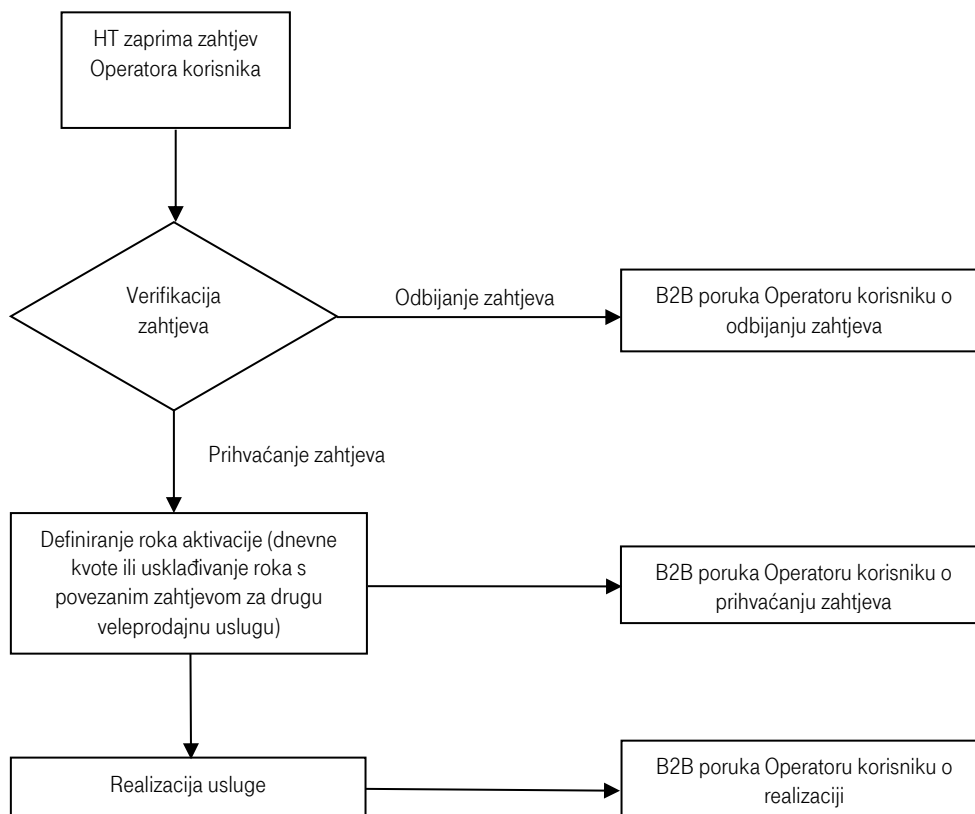 HT zaprima zahtjev
Operatora korisnika
Verifikacija
zahtjeva
Odbijanje zahtjeva
B2B poruka Operatoru korisniku o
odbijanju zahtjeva
Prihvaćanje zahtjeva
Definiranje roka aktivacije (dnevne
kvote ili usklađivanje roka s
povezanim zahtjevom za drugu
veleprodajnu uslugu)
B2B poruka Operatoru korisniku o
prihvaćanju zahtjeva
Realizacija usluge
B2B poruka Operatoru korisniku o
realizaciji